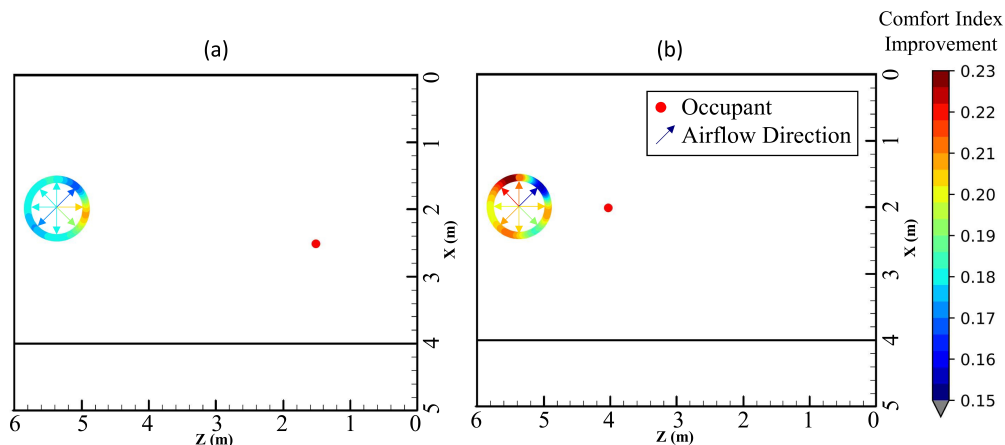 (a)
(b)
Comfort Index
Improvement
Occupant
Airflow Direction
0
1
2
3
4
5
X (m)
6 5 4 3 2 1 0
Z (m)
0
1
2
3
4
5
X (m)
6 5 4 3 2 1 0
Z (m)
0.23
0.22
0.21
0.20
0.19
0.18
0.17
0.16
0.15